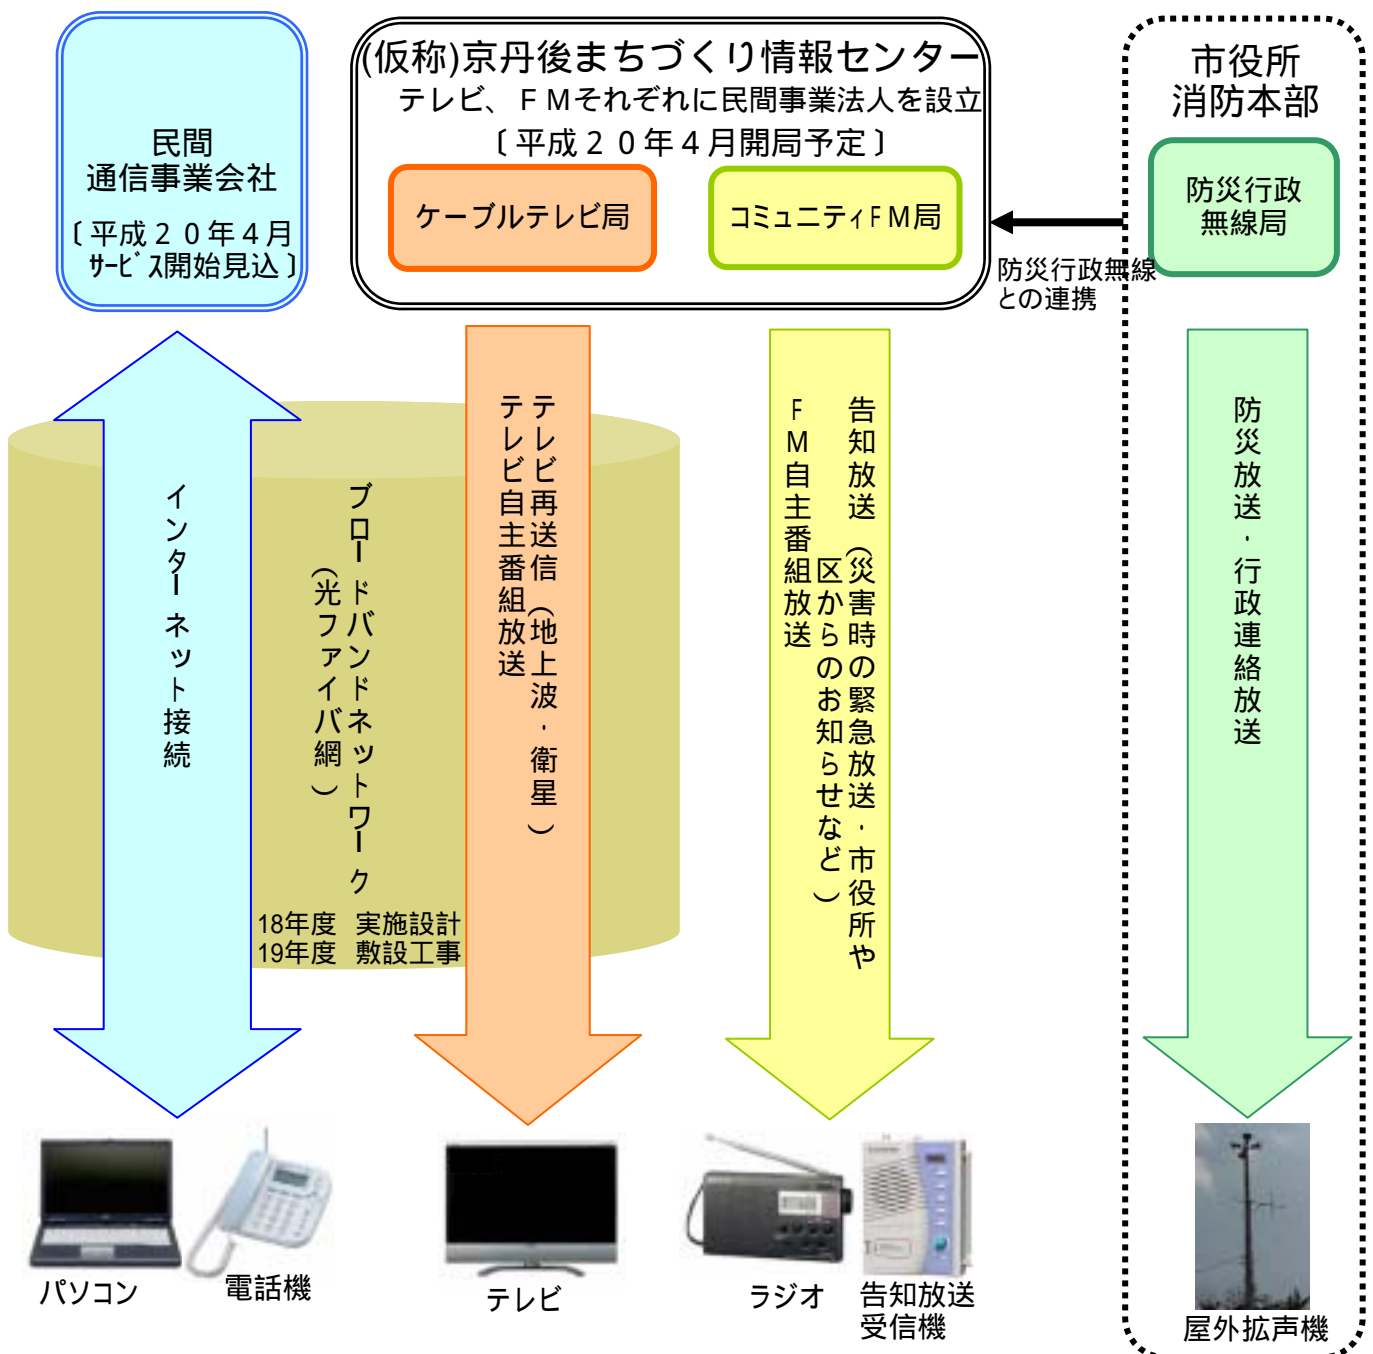 民間
通信事業会社
〔平成２０年４月
ｻｰﾋﾞｽ開始見込〕
(仮称)京丹後まちづくり情報センター
テレビ、ＦＭそれぞれに民間事業法人を設立
〔平成２０年４月開局予定〕
ケーブルテレビ局
コミュニティＦＭ局
市役所
消防本部
防災行政
無線局
防災行政無線
との連携
インターネット接続
ブロードバンドネットワーク
(光ファイバ網)
18年度 実施設計
19年度 敷設工事
テレビ再送信(地上波・衛星)
テレビ自主番組放送
告知放送(災害時の緊急放送・市役所や
区からのお知らせなど)
ＦＭ自主番組放送
防災放送・行政連絡放送
パソコン
電話機
テレビ
ラジオ
告知放送
受信機
屋外拡声機